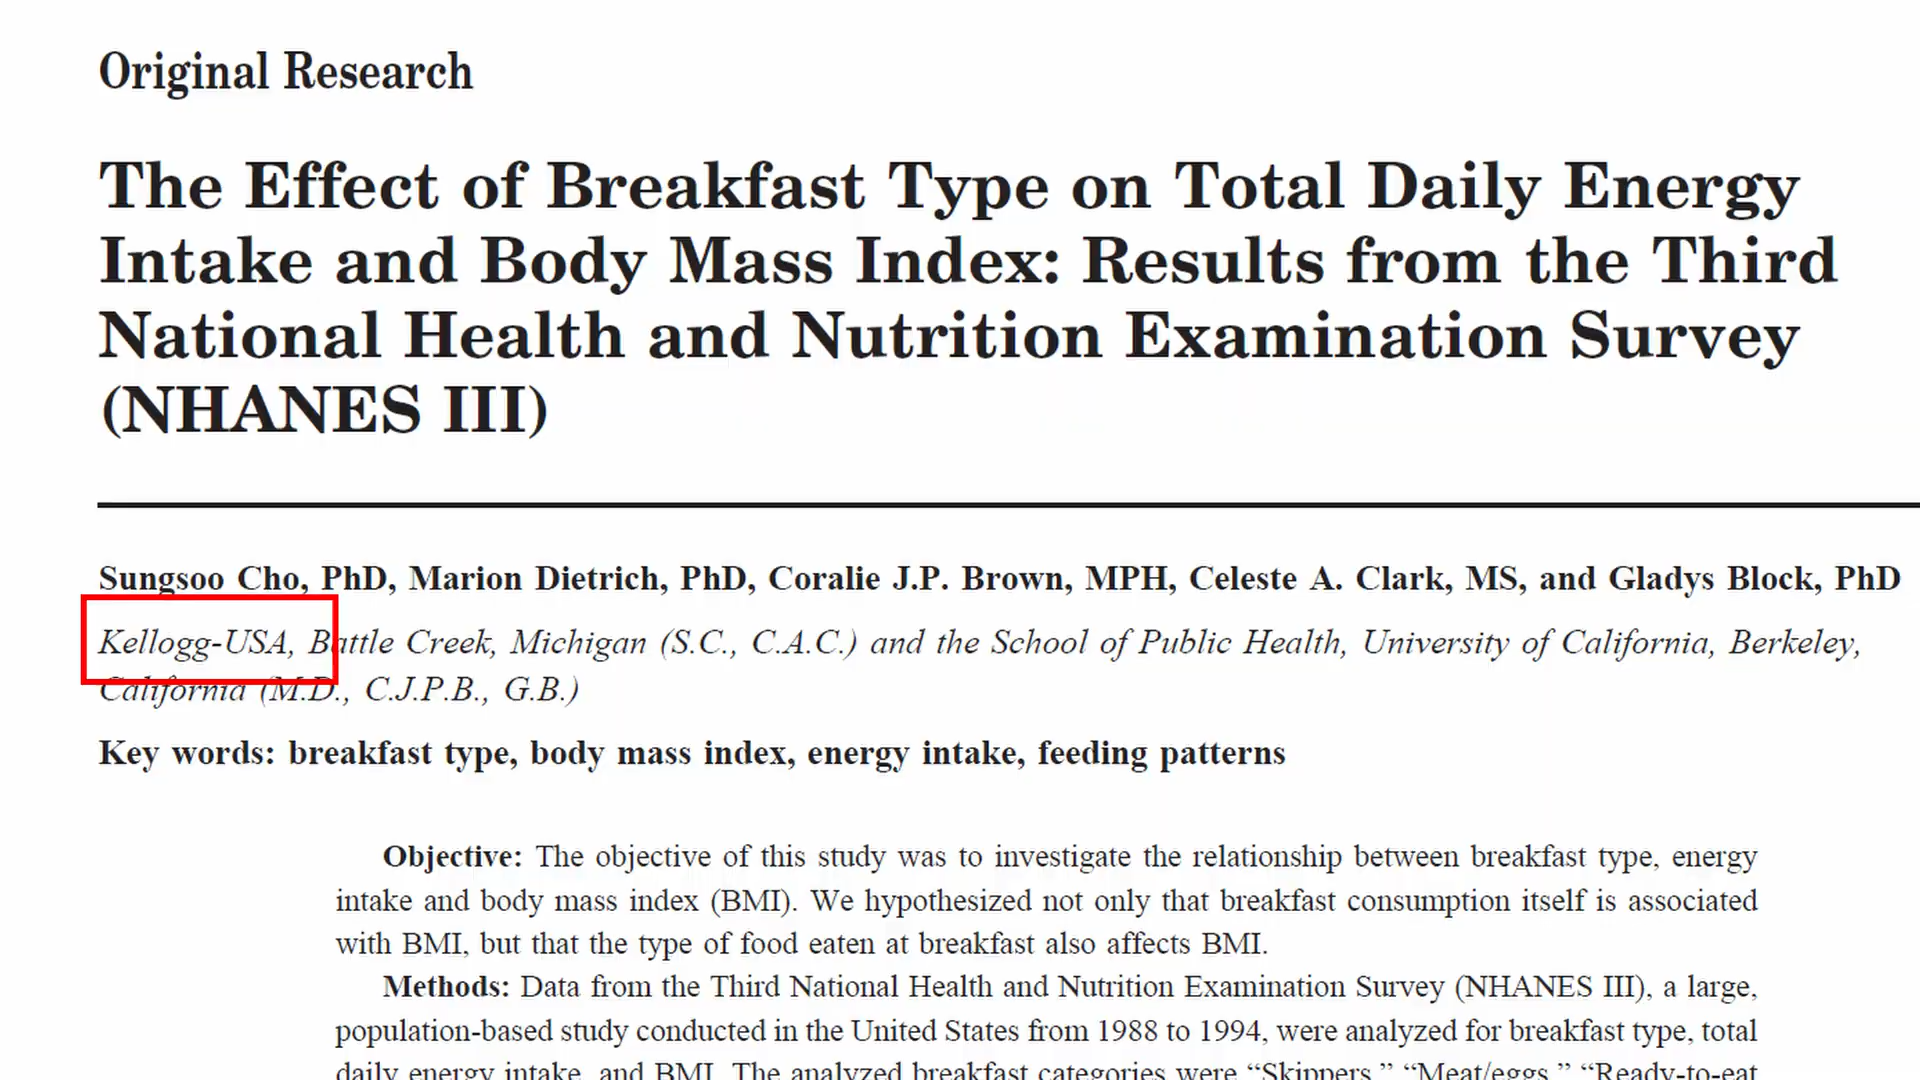 Original Research
The Effect of Breakfast Type on Total Daily Energy
Intake and Body Mass Index: Results from the Third
National Health and Nutrition Examination Survey
(NHANES III)
Sungsoo Cho, PhD, Marion Dietrich, PhD, Coralie J.P. Brown, MPH, Celeste A. Clark, MS, and Gladys Block, PhD
Kellogg-USA, Battle Creek, Michigan (S.C., C.A.C.) and the School of Public Health, University of California, Berkeley,
California (M.D., C.J.P.B., G.B.)
Key words: breakfast type, body mass index, energy intake, feeding patterns
Objective: The objective of this study was to investigate the relationship between breakfast type, energy
intake and body mass index (BMI). We hypothesized not only that breakfast consumption itself is associated
with BMI, but that the type of food eaten at breakfast also affects BMI.
Methods: Data from the Third National Health and Nutrition Examination Survey (NHANES III), a large,
population-based study conducted in the United States from 1988 to 1994, were analyzed for breakfast type, total
daily energy intake, and BMI. The analyzed breakfast categories were “Skippers,” “Meat/eggs,” “Ready-to-eat